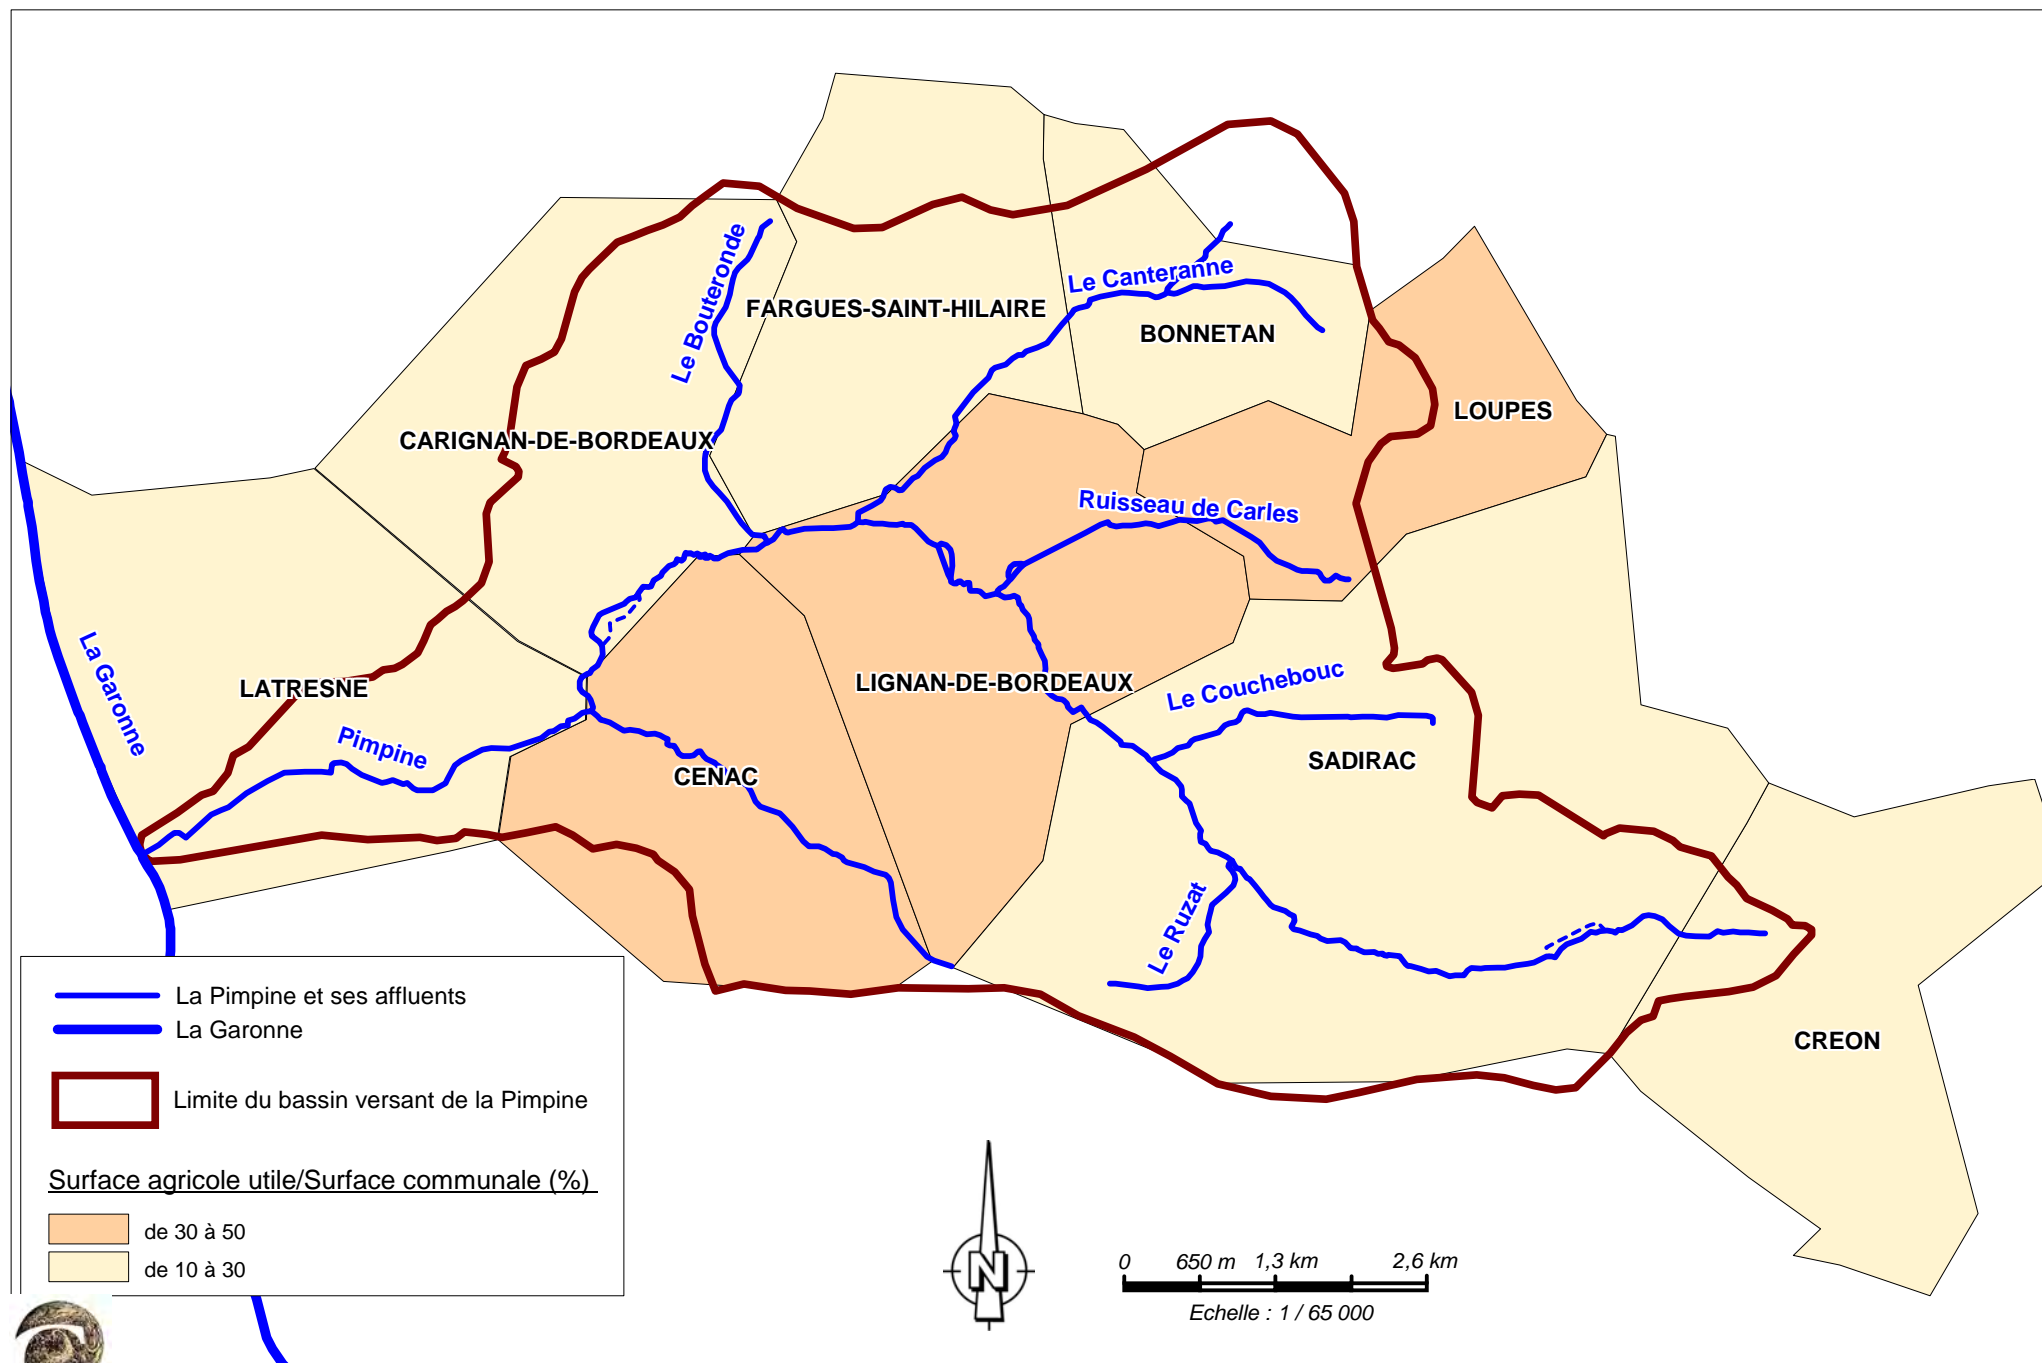 Le Bouteronde
Le Canteranne
FARGUES-SAINT-HILAIRE
BONNETAN
LOUPES
CARIGNAN-DE-BORDEAUX
Ruisseau de Carles
La Garonne
LATRESNE
LIGNAN-DE-BORDEAUX
Le Couchebouc
Pimpine
CENAC
SADIRAC
Le Ruzat
CREON
La Pimpine et ses affluents
La Garonne
Limite du bassin versant de la Pimpine
Surface agricole utile/Surface communale (%)
de 30 à 50
de 10 à 30
N
0 650 m 1,3 km 2,6 km
Echelle : 1 / 65 000